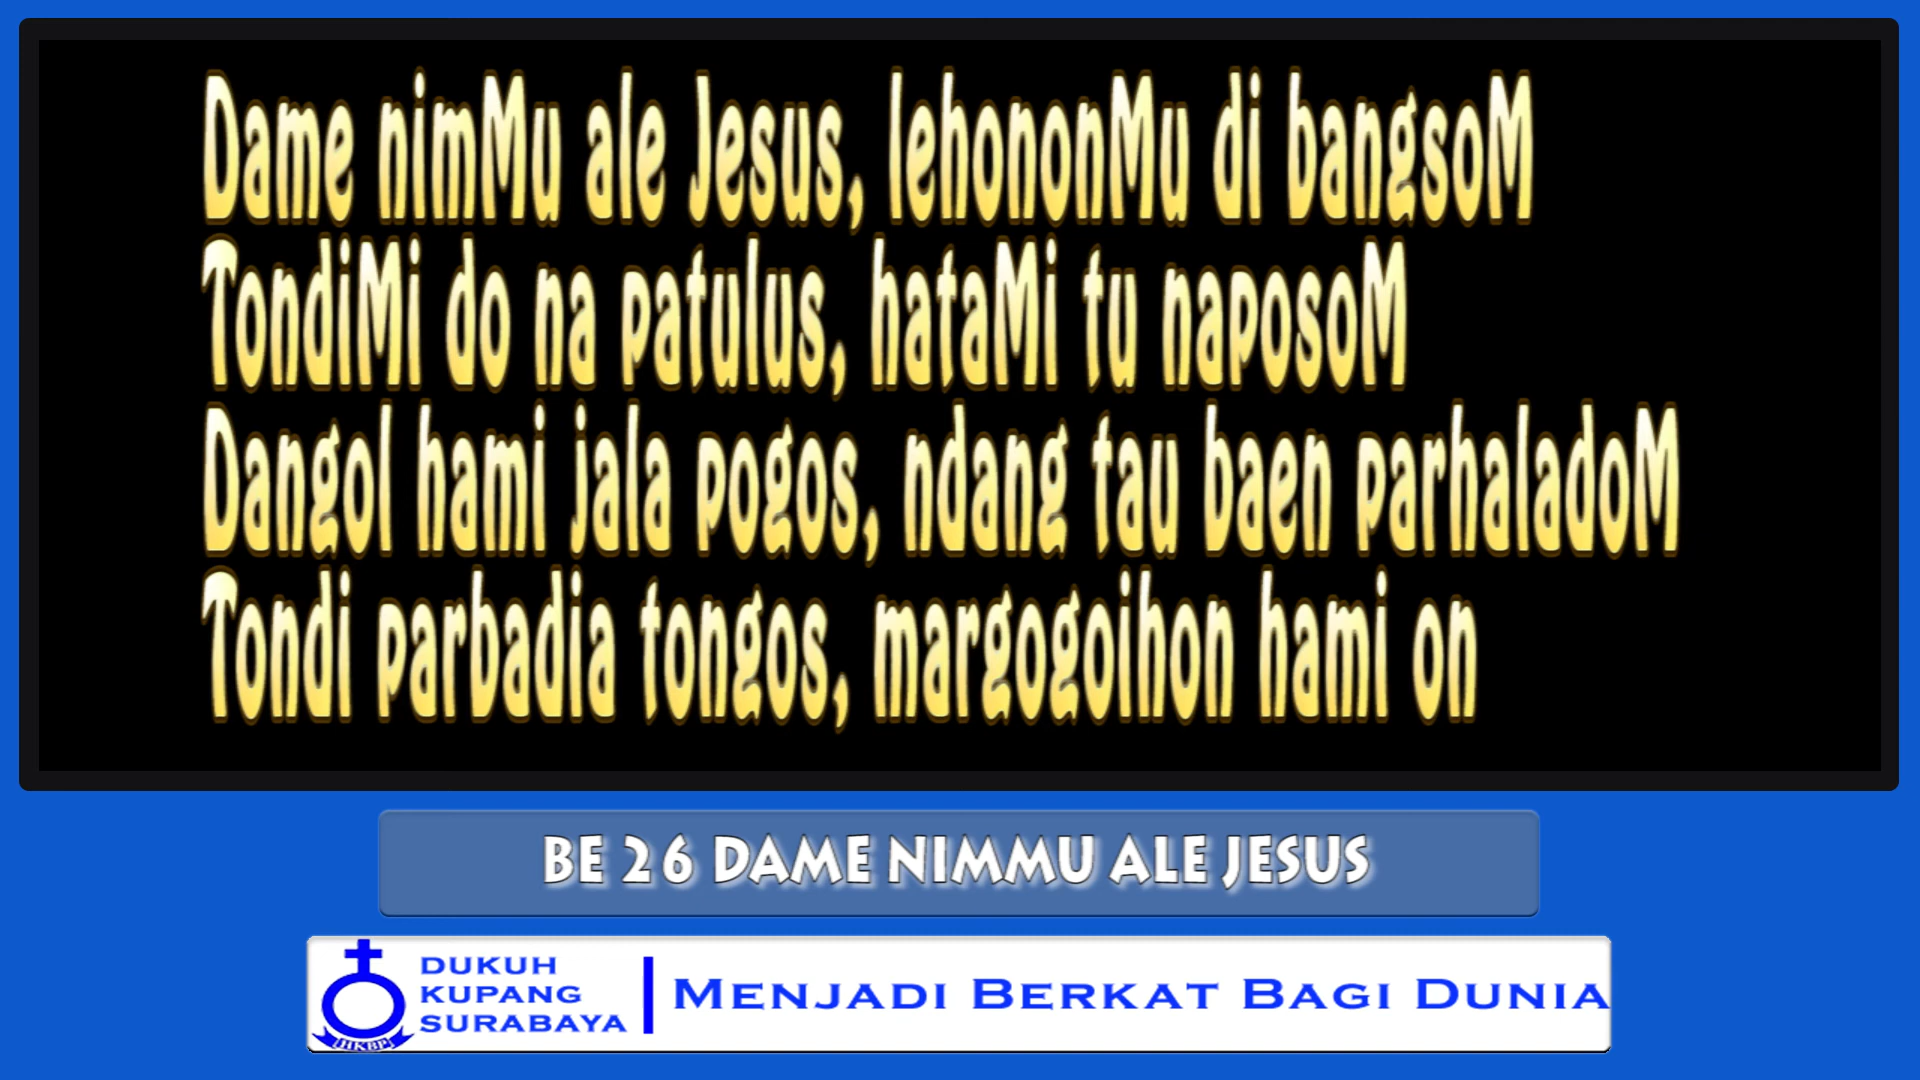 Dame nimMu ale Jesus, lehononMu di bangsoM
TondiMi do na patulus, hataMi tu naposoM
Dangol hami jala pogos, ndang tau baen parhaladoM
Tondi parbadia tongos, margogoihon hami on
BE 26 DAME NIMMU ALE JESUS
DUKUH
KUPANG
SURABAYA
HKBP
MENJADI BERKAT BAGI DUNIA